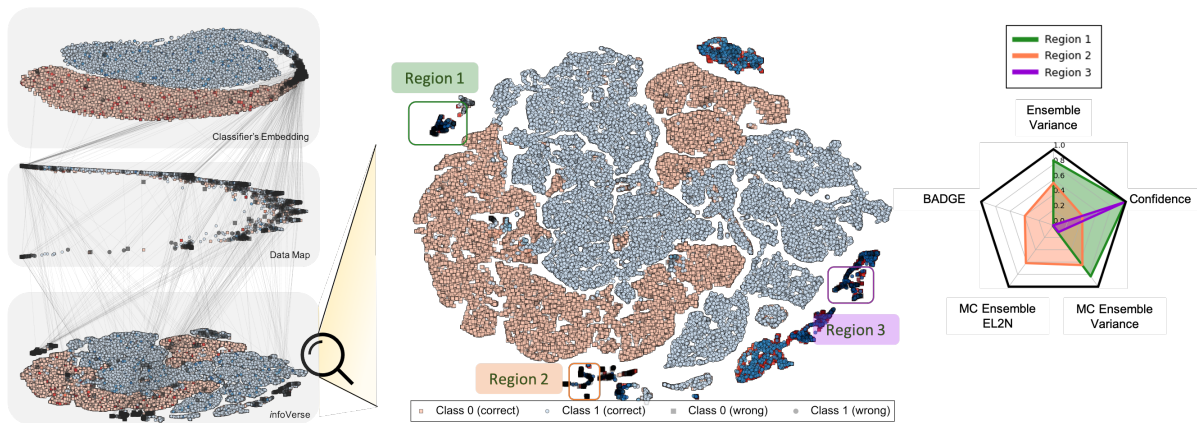 Classifier's Embedding
Data Map
infoVerse
Region 1
Region 2
Region 3
Class 0 (correct)
Class 1 (correct)
Class 0 (wrong)
Class 1 (wrong)
Region 1
Region 2
Region 3
Ensemble
Variance
1.0
0.8
0.6
0.4
0.2
0.0
BADGE
Confidence
MC Ensemble
EL2N
MC Ensemble
Variance